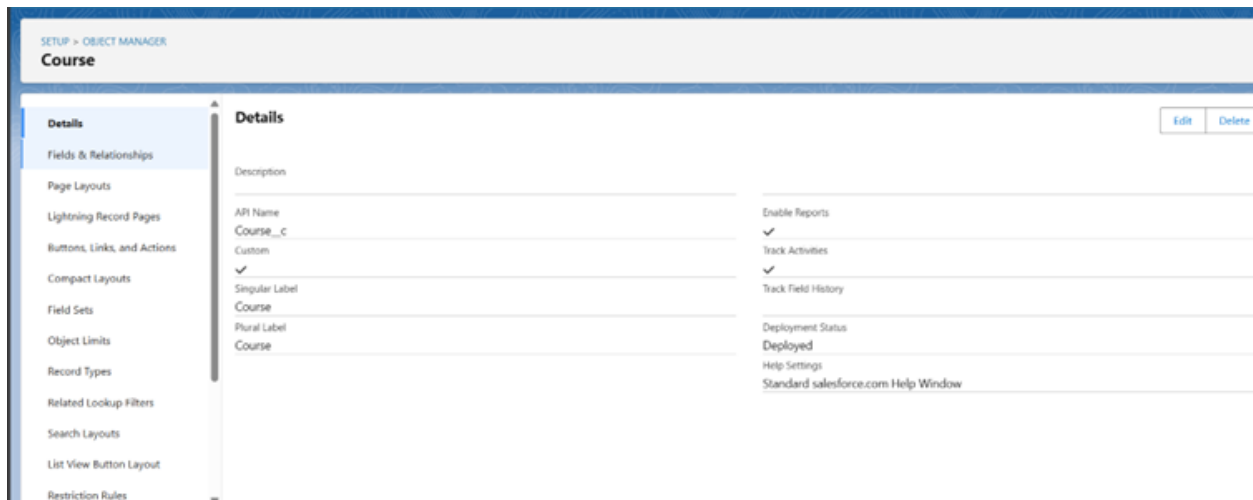 SETUP > OBJECT MANAGER
Course
Details
Fields & Relationships
Page Layouts
Lightning Record Pages
Buttons, Links, and Actions
Compact Layouts
Field Sets
Object Limits
Record Types
Related Lookup Filters
Search Layouts
List View Button Layout
Restriction Rules
Details
Edit
Delete
Description
API Name
Course__c
Custom
Singular Label
Course
Plural Label
Course
Enable Reports
Track Activities
Track Field History
Deployment Status
Deployed
Help Settings
Standard salesforce.com Help Window